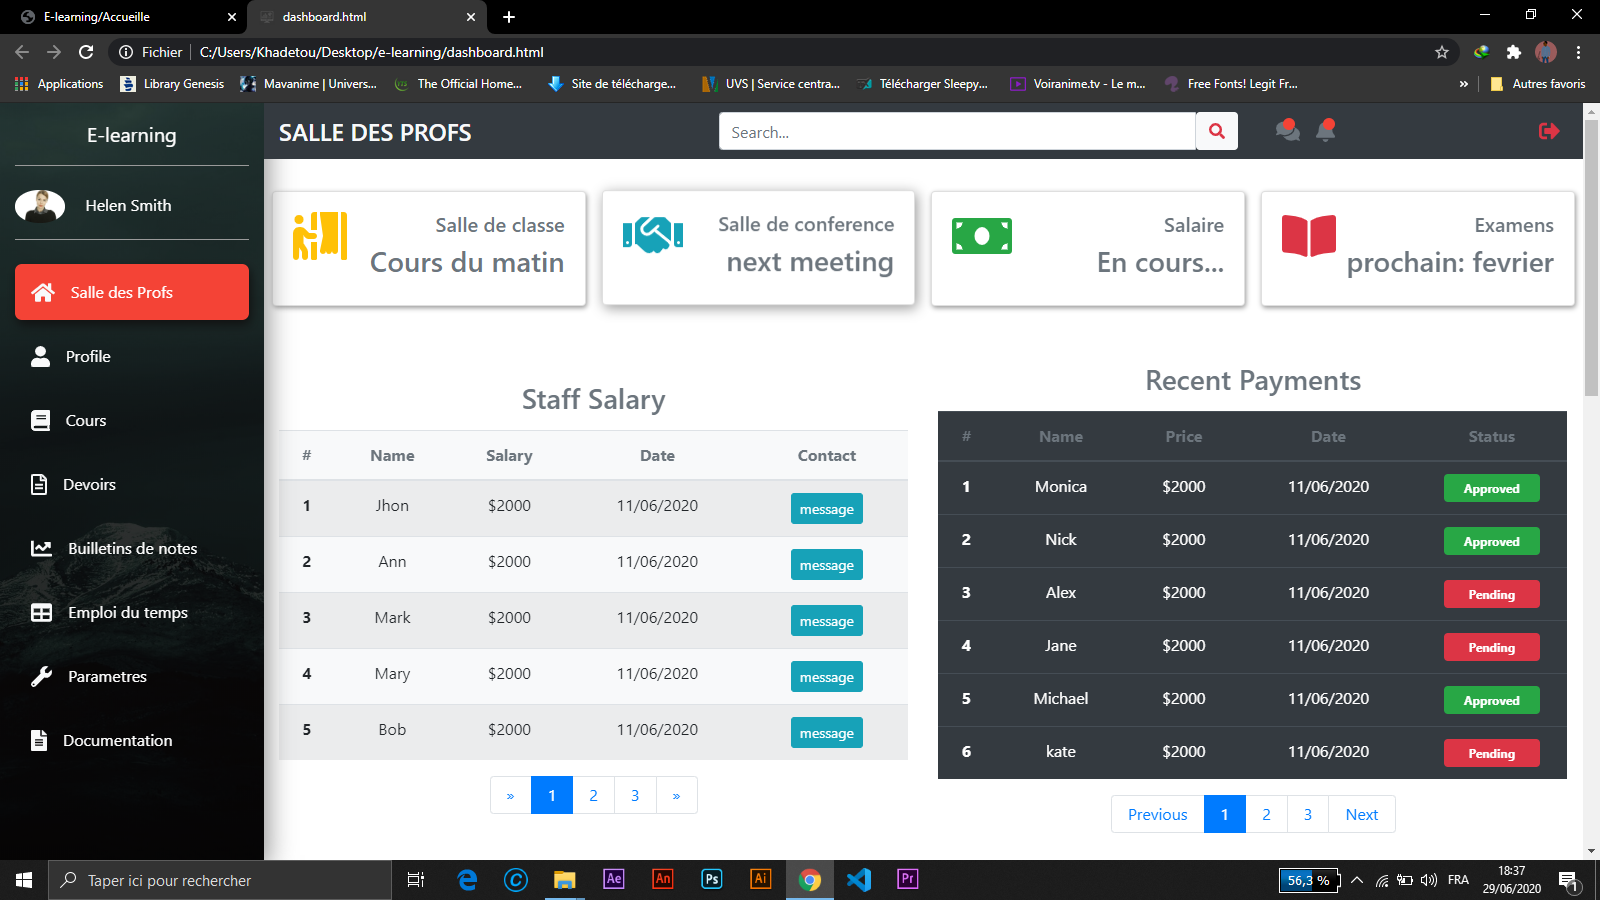 E-learning/Accueille
dashboard.html
Fichier
C:/Users/Khadetou/Desktop/e-learning/dashboard.html
Applications
Library Genesis
Mavanime | Univers...
The Official Home...
Site de télécharge...
UVS | Service centra...
Télécharger Sleepy...
Voiranime.tv - Le m...
Free Fonts! Legit Fr...
»
Autres favoris
E-learning
Helen Smith
Salle des Profs
Profile
Cours
Devoirs
Builletins de notes
Emploi du temps
Parametres
Documentation
SALLE DES PROFS
Search...
Salle de classe
Cours du matin
Salle de conference
next meeting
Salaire
En cours...
Examens
prochain: fevrier
Staff Salary
# Name Salary Date Contact
1 Jhon $2000 11/06/2020 message
2 Ann $2000 11/06/2020 message
3 Mark $2000 11/06/2020 message
4 Mary $2000 11/06/2020 message
5 Bob $2000 11/06/2020 message
» 1 2 3 »
Recent Payments
# Name Price Date Status
1 Monica $2000 11/06/2020 Approved
2 Nick $2000 11/06/2020 Approved
3 Alex $2000 11/06/2020 Pending
4 Jane $2000 11/06/2020 Pending
5 Michael $2000 11/06/2020 Approved
6 kate $2000 11/06/2020 Pending
Previous 1 2 3 Next
Taper ici pour rechercher
Ae
An
Ps
Ai
Pr
56,3 %
FRA
18:37
29/06/2020
1